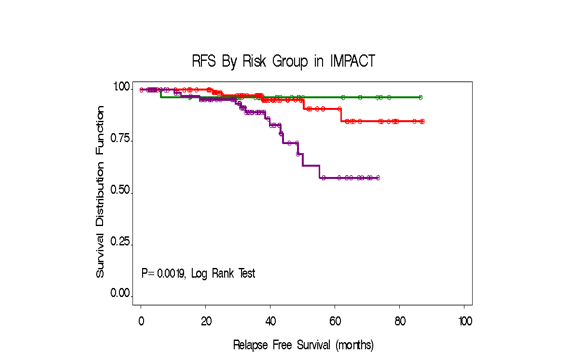 RFS By Risk Group in IMPACT
Survival Distribution Function
1.00
0.75
0.50
0.25
0.00
P= 0.0019, Log Rank Test
0 20 40 60 80 100
Relapse Free Survival (months)